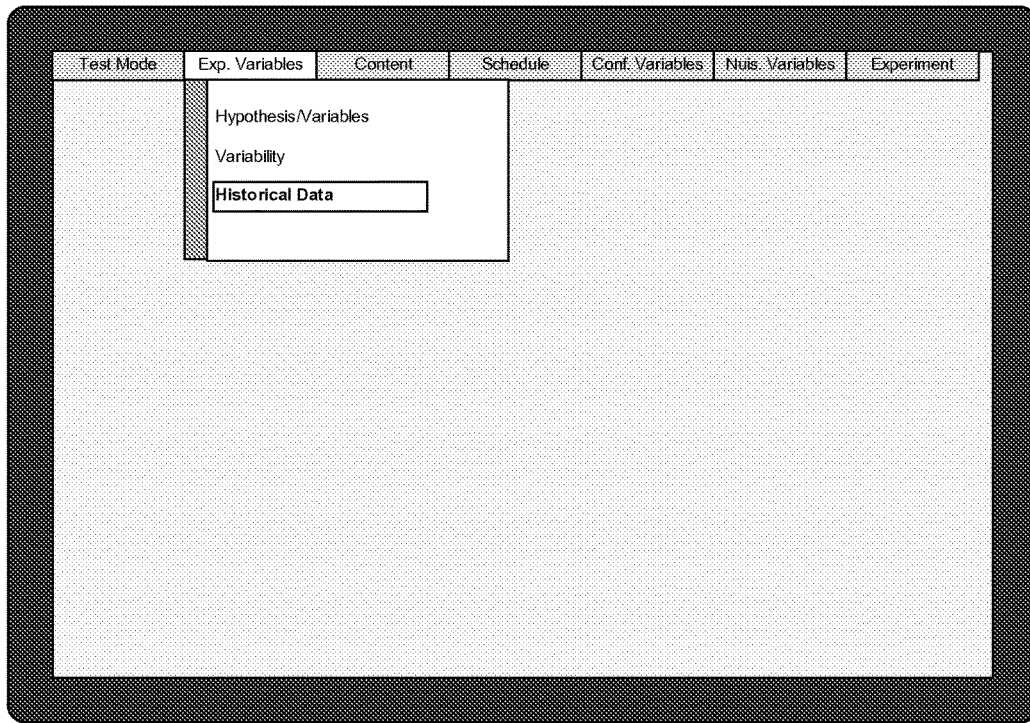 Test Mode Exp. Variables Content Schedule Conf. Variables Nuis. Variables Experiment
Hypothesis/Variables
Variability
Historical Data